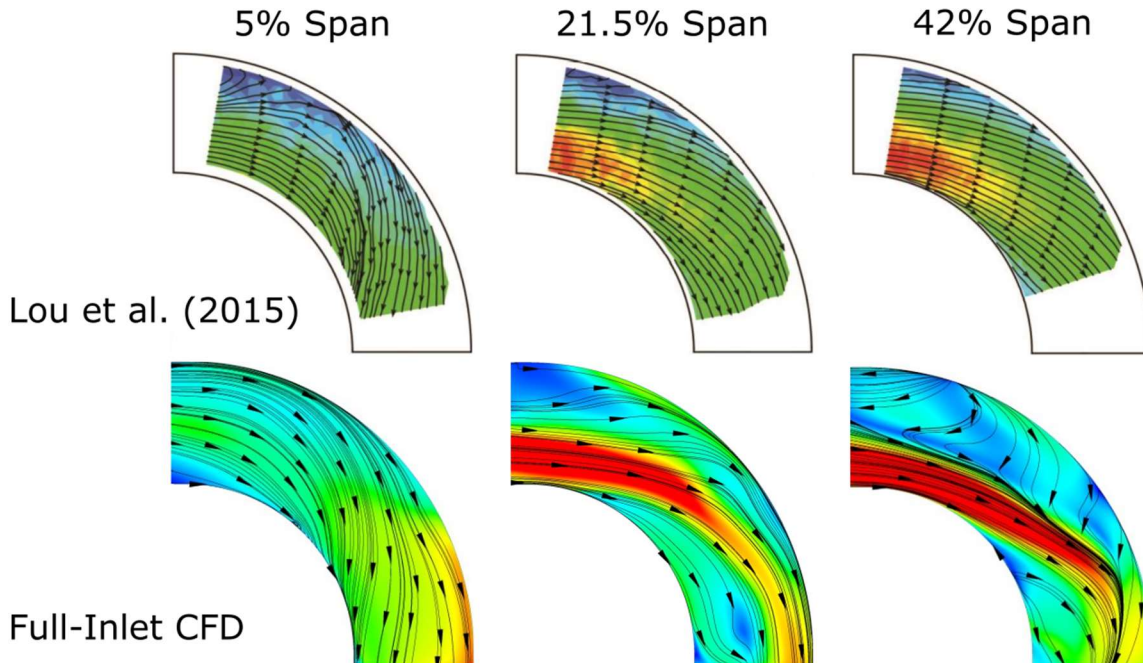 5% Span
21.5% Span
42% Span
Lou et al. (2015)
Full-Inlet CFD